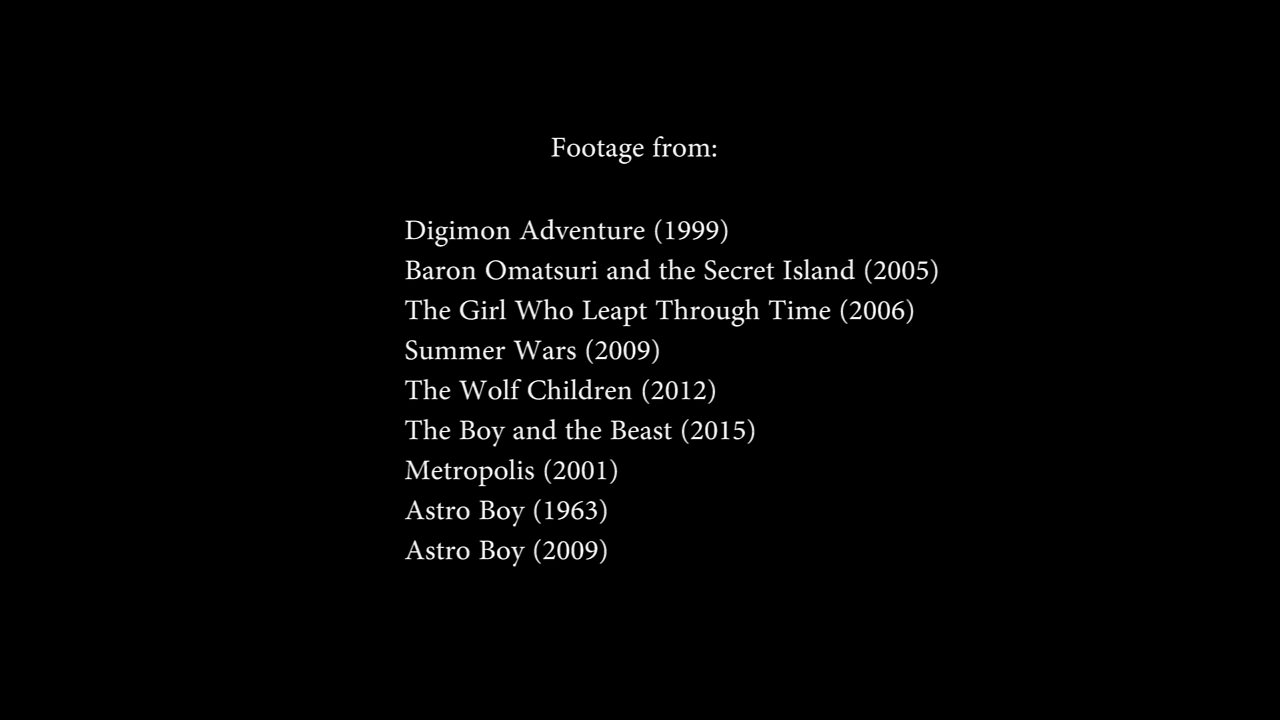 Footage from:
Digimon Adventure (1999)
Baron Omatsuri and the Secret Island (2005)
The Girl Who Leapt Through Time (2006)
Summer Wars (2009)
The Wolf Children (2012)
The Boy and the Beast (2015)
Metropolis (2001)
Astro Boy (1963)
Astro Boy (2009)